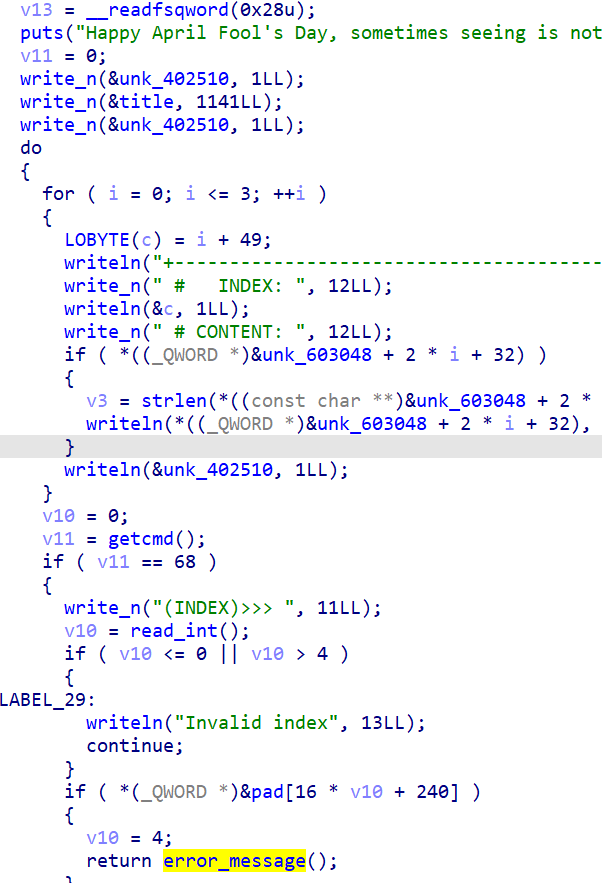 v13 = __readfsqword(0x28u);
puts("Happy April Fool's Day, sometimes seeing is not
v11 = 0;
write_n(&unk_402510, 1LL);
write_n(&title, 1141LL);
write_n(&unk_402510, 1LL);
do
{
for ( i = 0; i <= 3; ++i )
{
LOBYTE(c) = i + 49;
writeln("+----------------------------------------
write_n(" #   INDEX: ", 12LL);
writeln(&c, 1LL);
write_n(" # CONTENT: ", 12LL);
if ( *((_QWORD *)&unk_603048 + 2 * i + 32) )
{
v3 = strlen(*((const char **)&unk_603048 + 2 *
writeln(*((_QWORD *)&unk_603048 + 2 * i + 32),
}
writeln(&unk_402510, 1LL);
}
v10 = 0;
v11 = getcmd();
if ( v11 == 68 )
{
write_n("(INDEX)>>> ", 11LL);
v10 = read_int();
if ( v10 <= 0 || v10 > 4 )
{
LABEL_29:
writeln("Invalid index", 13LL);
continue;
}
if ( *(_QWORD *)&pad[16 * v10 + 240] )
{
v10 = 4;
return error_message();
}